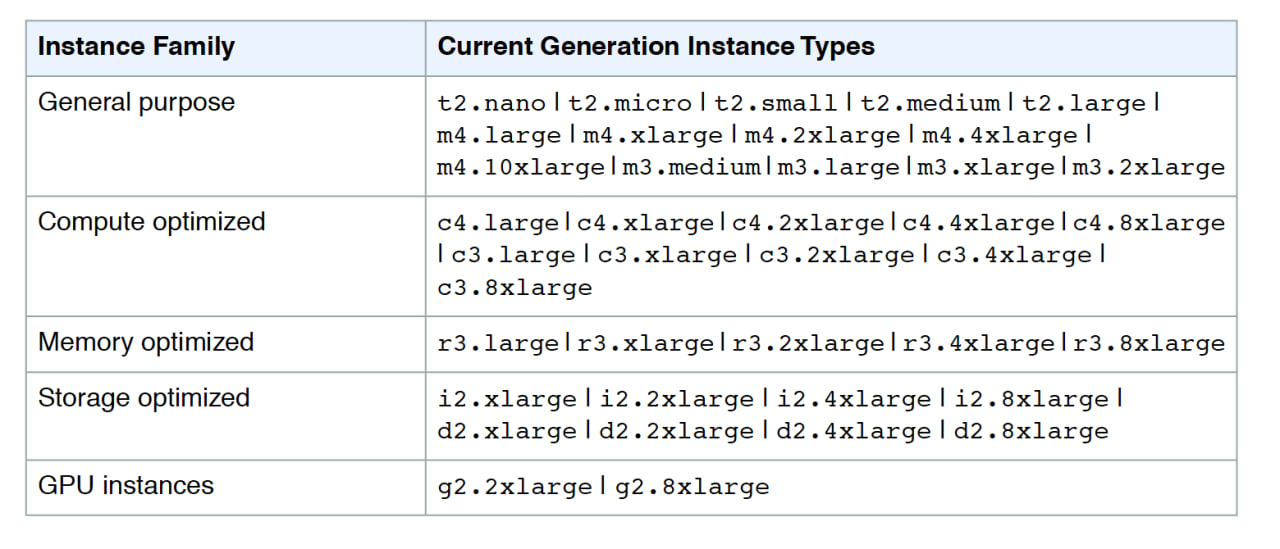 Instance Family
Current Generation Instance Types
General purpose
t2.nano|t2.micro|t2.small|t2.medium|t2.large|
m4.large|m4.xlarge|m4.2xlarge|m4.4xlarge|
m4.10xlarge|m3.medium|m3.large|m3.xlarge|m3.2xlarge
Compute optimized
c4.large|c4.xlarge|c4.2xlarge|c4.4xlarge|c4.8xlarge
|c3.large|c3.xlarge|c3.2xlarge|c3.4xlarge|
c3.8xlarge
Memory optimized
r3.large|r3.xlarge|r3.2xlarge|r3.4xlarge|r3.8xlarge
Storage optimized
i2.xlarge|i2.2xlarge|i2.4xlarge|i2.8xlarge|
d2.xlarge|d2.2xlarge|d2.4xlarge|d2.8xlarge
GPU instances
g2.2xlarge|g2.8xlarge